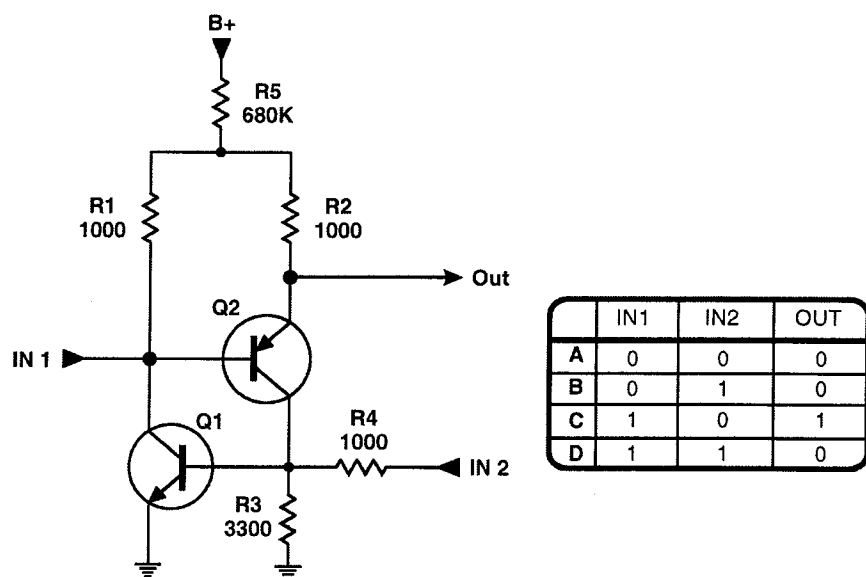 B+
R5
680K
R1
1000
R2
1000
Out
Q2
IN 1
Q1
R4
1000
IN 2
R3
3300
IN1 IN2 OUT
A 0 0 0
B 0 1 0
C 1 0 1
D 1 1 0